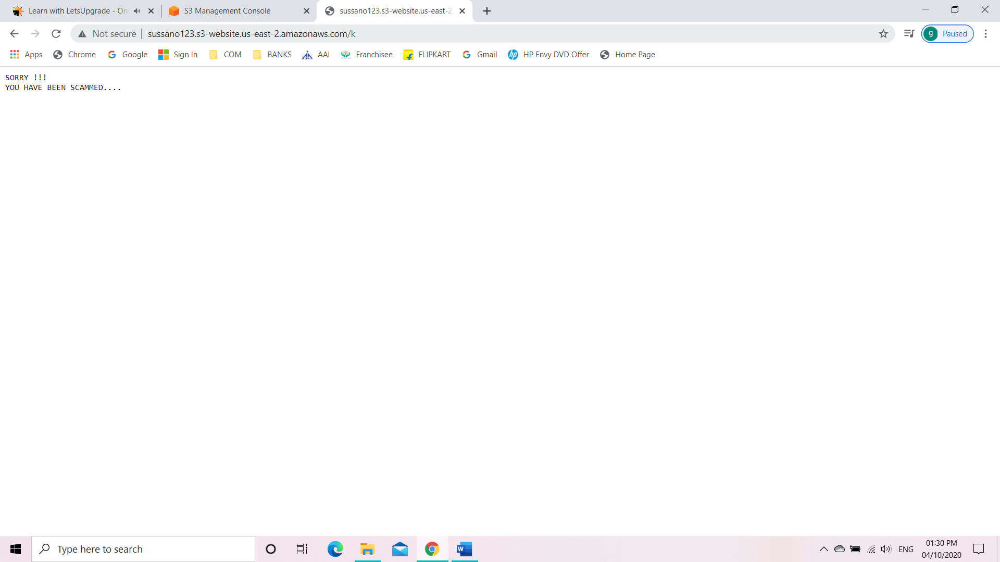 Learn with LetsUpgrade - On
S3 Management Console
sussano123.s3-website.us-east-2
Not secure
sussano123.s3-website.us-east-2.amazonaws.com/k
g
Paused
Apps
Chrome
Google
Sign In
COM
BANKS
AAI
Franchisee
FLIPKART
Gmail
hp
HP Envy DVD Offer
Home Page
SORRY !!!
YOU HAVE BEEN SCAMMED....
Type here to search
W
ENG
01:30 PM
04/10/2020